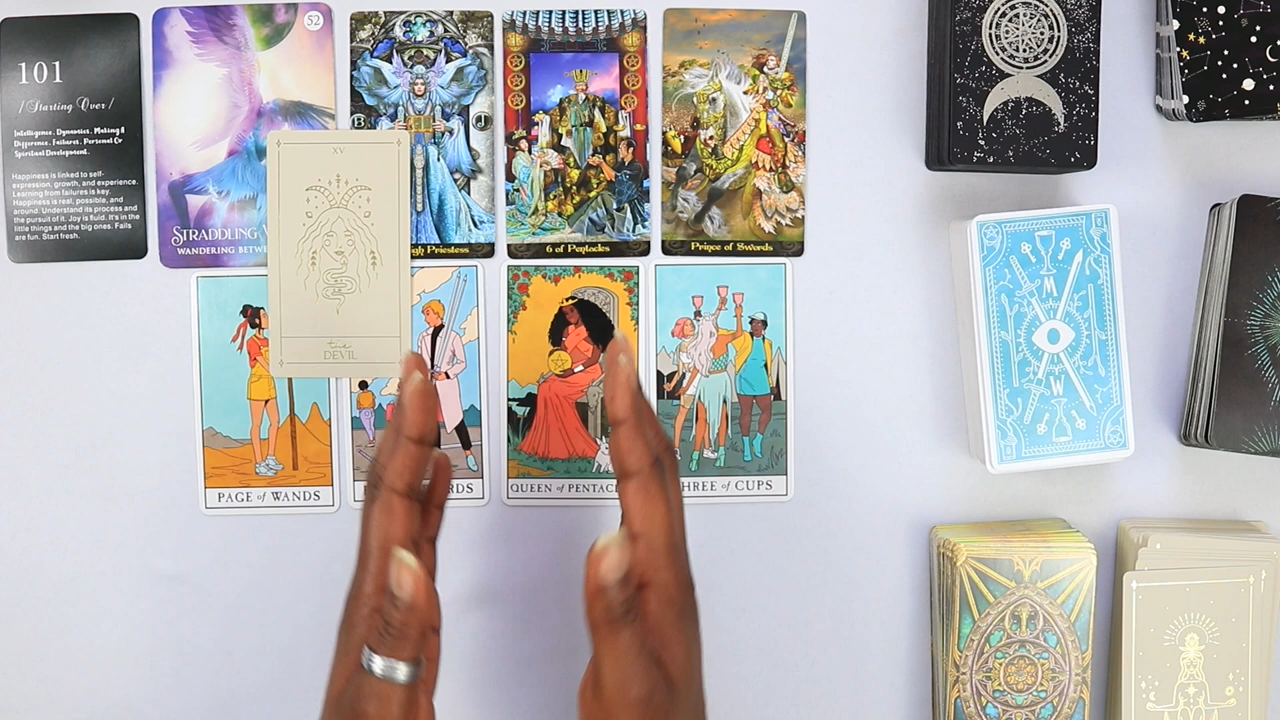 101
/Starting Over/
Intelligence, Dynamics, Making A
Difference, Failures, Personal Or
Spiritual Development.
Happiness is linked to self-
expression, growth, and experience.
Learning from failures is key.
Happiness is real, possible, and
around. Understand its process and
the pursuit of it. Joy is fluid. It's in the
little things and the big ones. Fails
are fun. Start fresh.
52
STRADDLING
WANDERING BETW
B
J
gh Priestess
6 of Pentacles
Prince of Swords
XV
the
DEVIL
PAGE of WANDS
RDS
QUEEN of PENTAC
HREE of CUPS
M
W